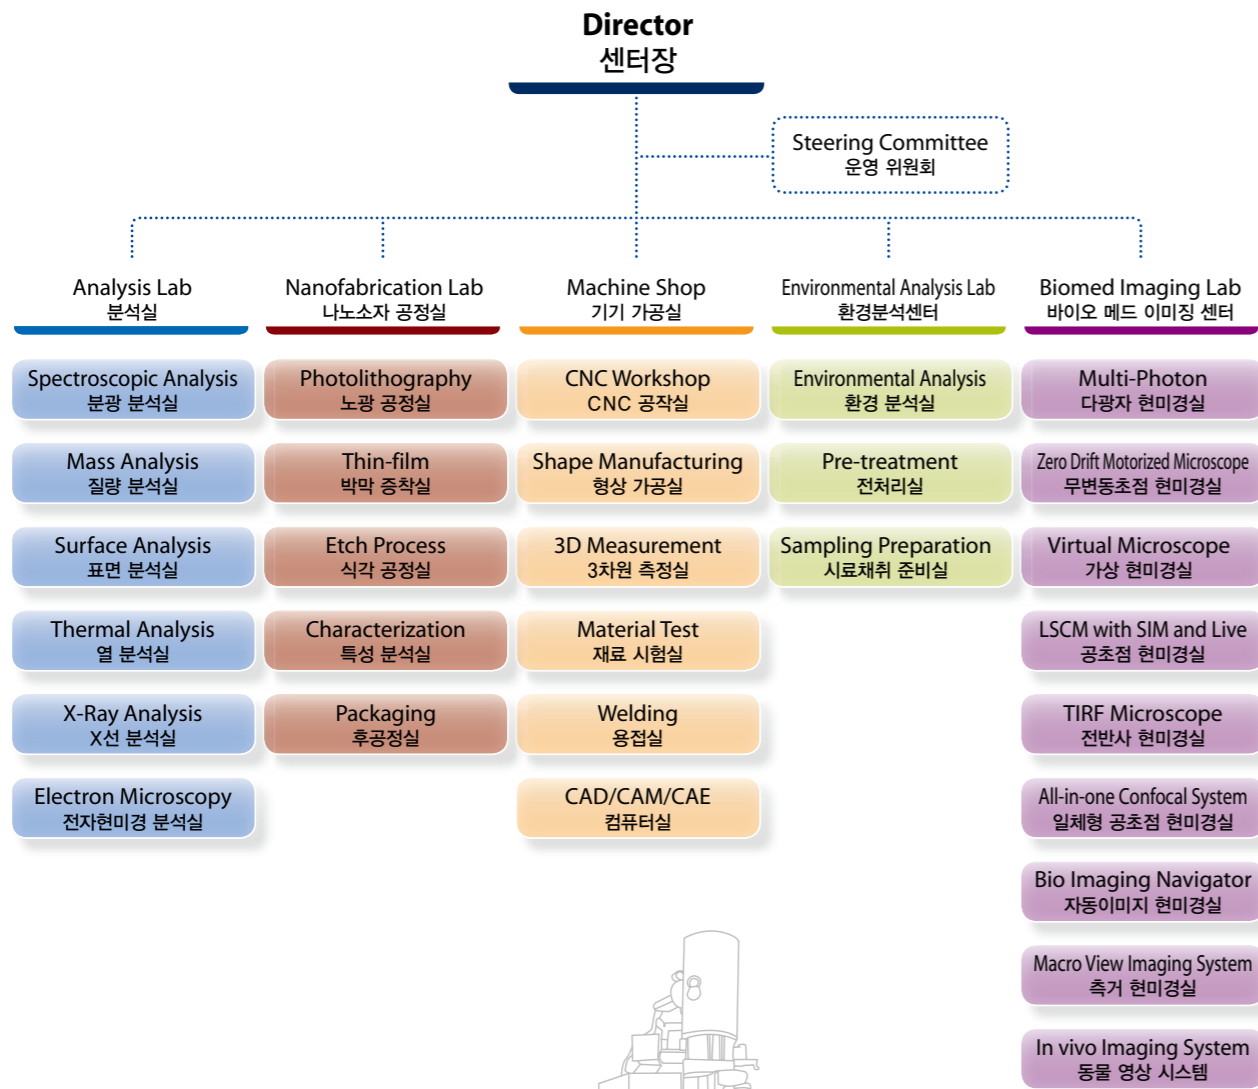 Director
센터장
Steering Committee
운영 위원회
Analysis Lab
분석실
Spectroscopic Analysis
분광 분석실
Mass Analysis
질량 분석실
Surface Analysis
표면 분석실
Thermal Analysis
열 분석실
X-Ray Analysis
X선 분석실
Electron Microscopy
전자현미경 분석실
Nanofabrication Lab
나노소자 공정실
Photolithography
노광 공정실
Thin-film
박막 증착실
Etch Process
식각 공정실
Characterization
특성 분석실
Packaging
후공정실
Machine Shop
기기 가공실
CNC Workshop
CNC 공작실
Shape Manufacturing
형상 가공실
3D Measurement
3차원 측정실
Material Test
재료 시험실
Welding
용접실
CAD/CAM/CAE
컴퓨터실
Environmental Analysis Lab
환경분석센터
Environmental Analysis
환경 분석실
Pre-treatment
전처리실
Sampling Preparation
시료채취 준비실
Biomed Imaging Lab
바이오 메드 이미징 센터
Multi-Photon
다광자 현미경실
Zero Drift Motorized Microscope
무변동초점 현미경실
Virtual Microscope
가상 현미경실
LSCM with SIM and Live
공초점 현미경실
TIRF Microscope
전반사 현미경실
All-in-one Confocal System
일체형 공초점 현미경실
Bio Imaging Navigator
자동이미지 현미경실
Macro View Imaging System
측거 현미경실
In vivo Imaging System
동물 영상 시스템